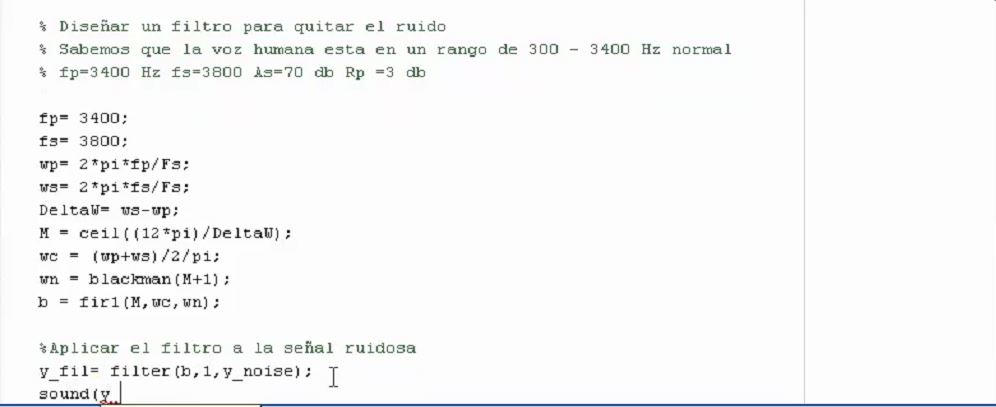 % Diseñar un filtro para quitar el ruido
% Sabemos que la voz humana esta en un rango de 300 - 3400 Hz normal
% fp=3400 Hz fs=3800 As=70 db Rp =3 db
fp= 3400;
fs= 3800;
wp= 2*pi*fp/Fs;
ws= 2*pi*fs/Fs;
DeltaW= ws-wp;
M = ceil((12*pi)/DeltaW);
wc = (wp+ws)/2/pi;
wn = blackman(M+1);
b = fir1(M,wc,wn);
%Aplicar el filtro a la señal ruidosa
y_fil= filter(b,1,y_noise);
sound(y_